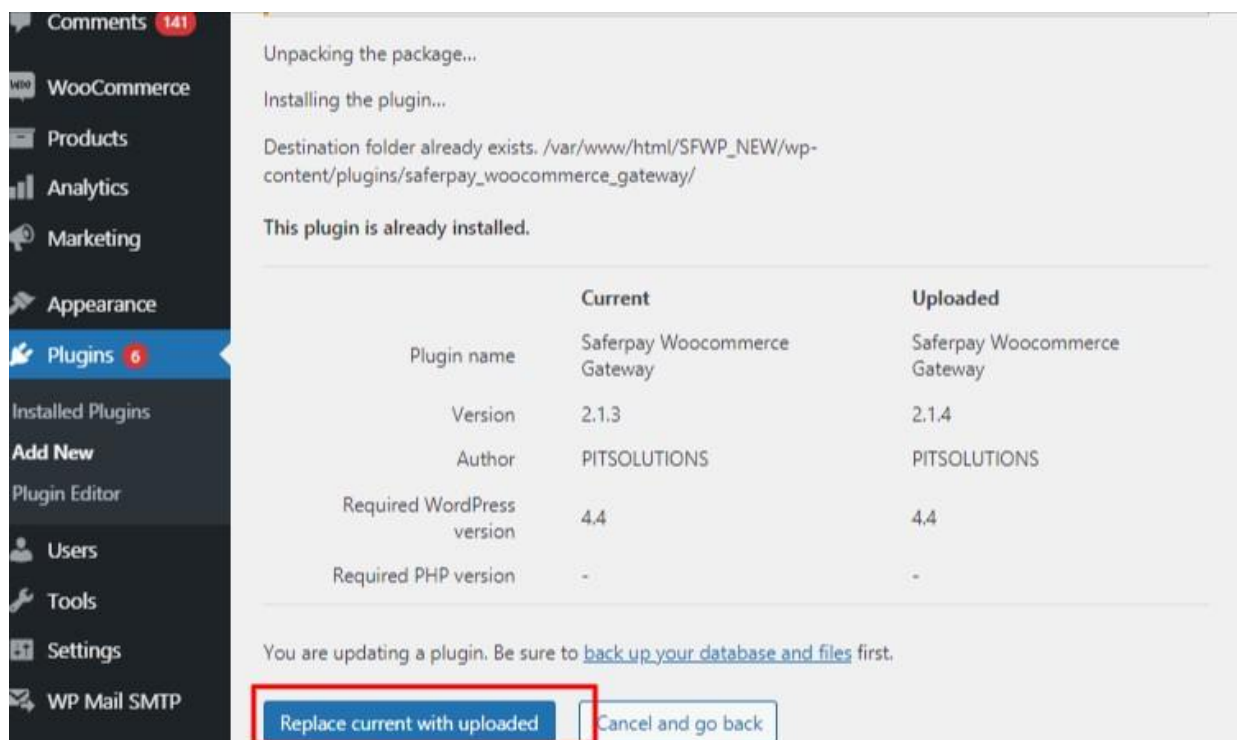 Comments 141
WooCommerce
Products
Analytics
Marketing
Appearance
Plugins 6
Installed Plugins
Add New
Plugin Editor
Users
Tools
Settings
WP Mail SMTP
Unpacking the package...
Installing the plugin...
Destination folder already exists. /var/www/html/SFWP_NEW/wp-
content/plugins/saferpay_woocommerce_gateway/
This plugin is already installed.
Current Uploaded
Plugin name Saferpay Woocommerce Saferpay Woocommerce
Gateway Gateway
Version 2.1.3 2.1.4
Author PITSOLUTIONS PITSOLUTIONS
Required WordPress
version 4.4 4.4
Required PHP version - -
You are updating a plugin. Be sure to back up your database and files first.
Replace current with uploaded Cancel and go back